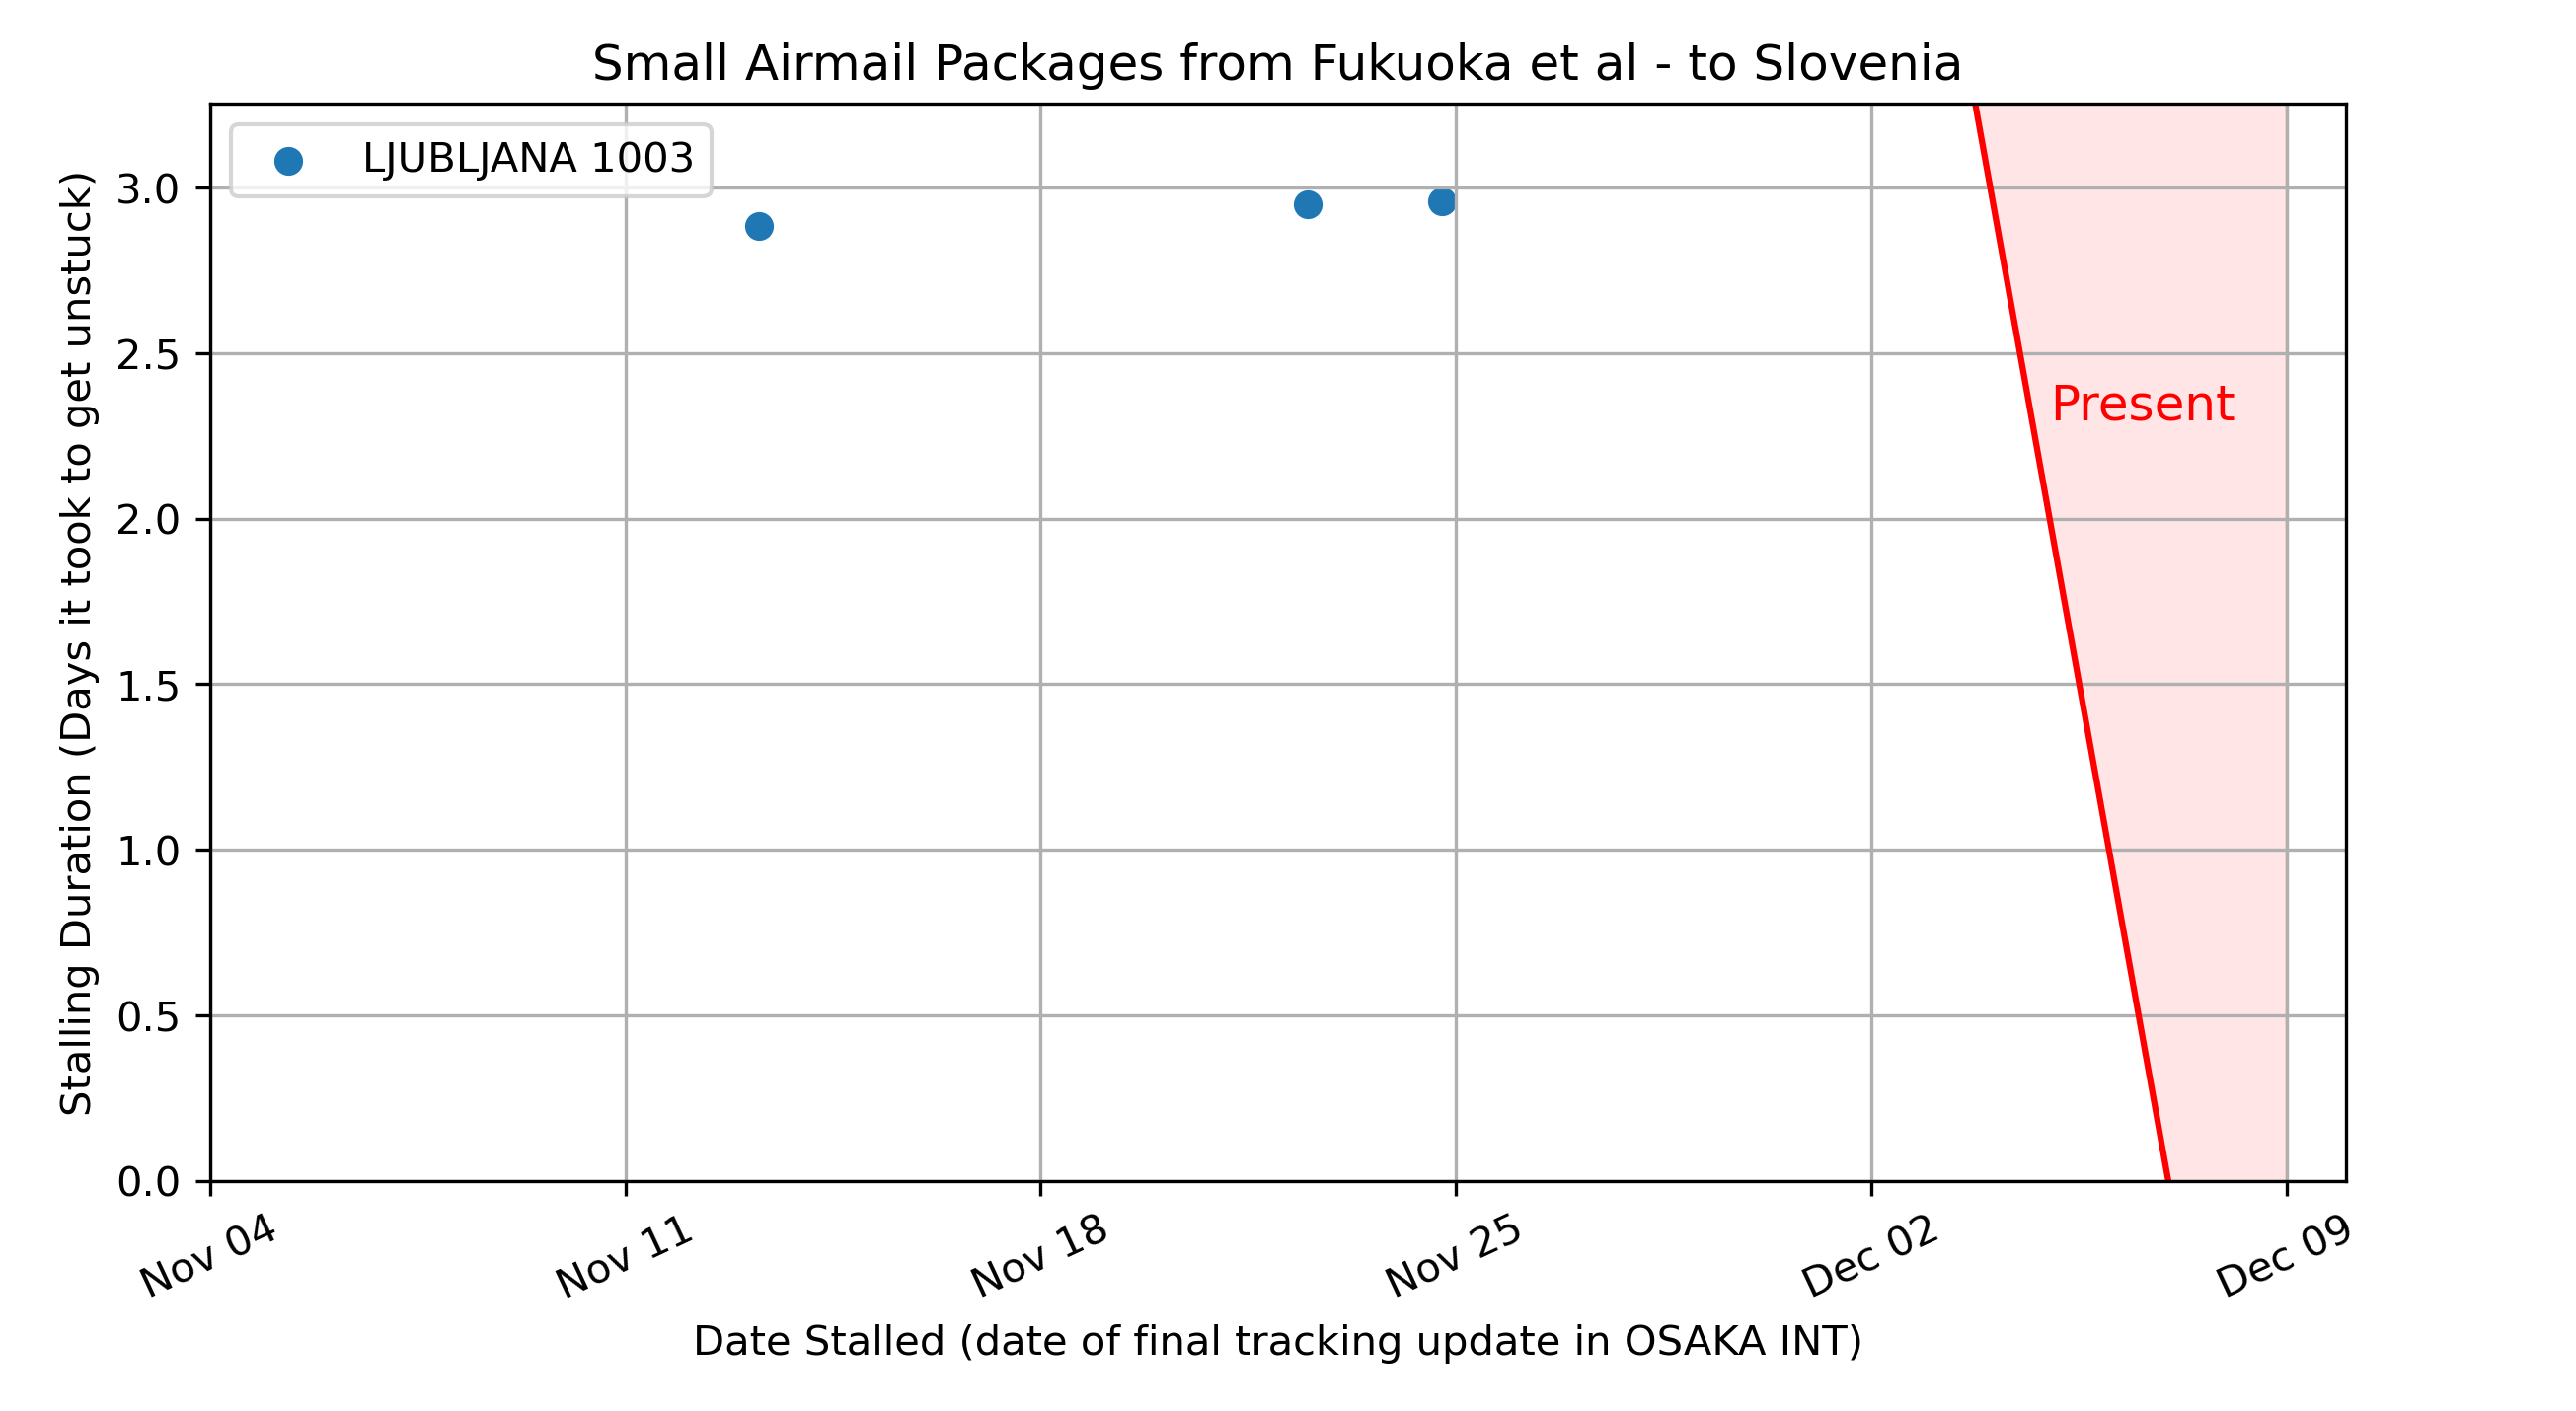 Small Airmail Packages from Fukuoka et al - to Slovenia
LJUBLJANA 1003
Stalling Duration (Days it took to get unstuck)
3.0
2.5
2.0
1.5
1.0
0.5
0.0
Present
Nov 04
Nov 11
Nov 18
Nov 25
Dec 02
Dec 09
Date Stalled (date of final tracking update in OSAKA INT)